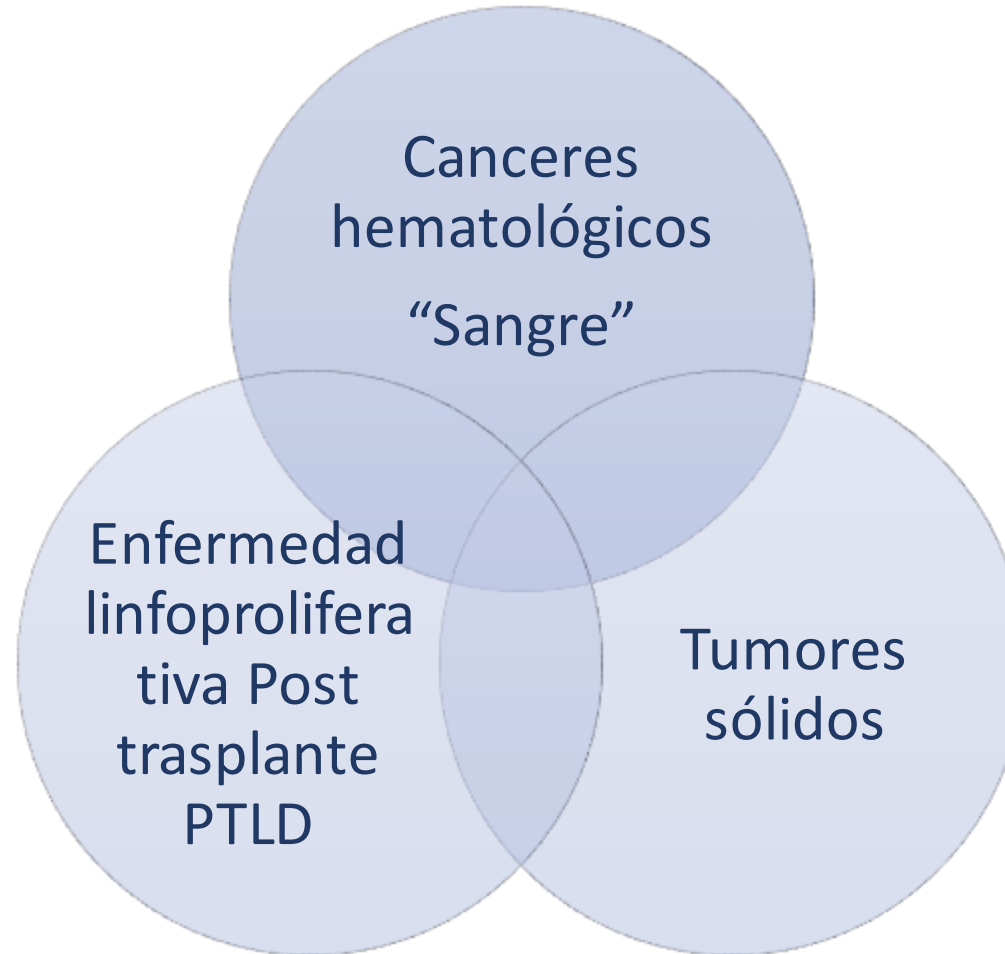 Canceres
hematológicos
“Sangre”
Enfermedad
linfoprolifera
tiva Post
trasplante
PTLD
Tumores
sólidos